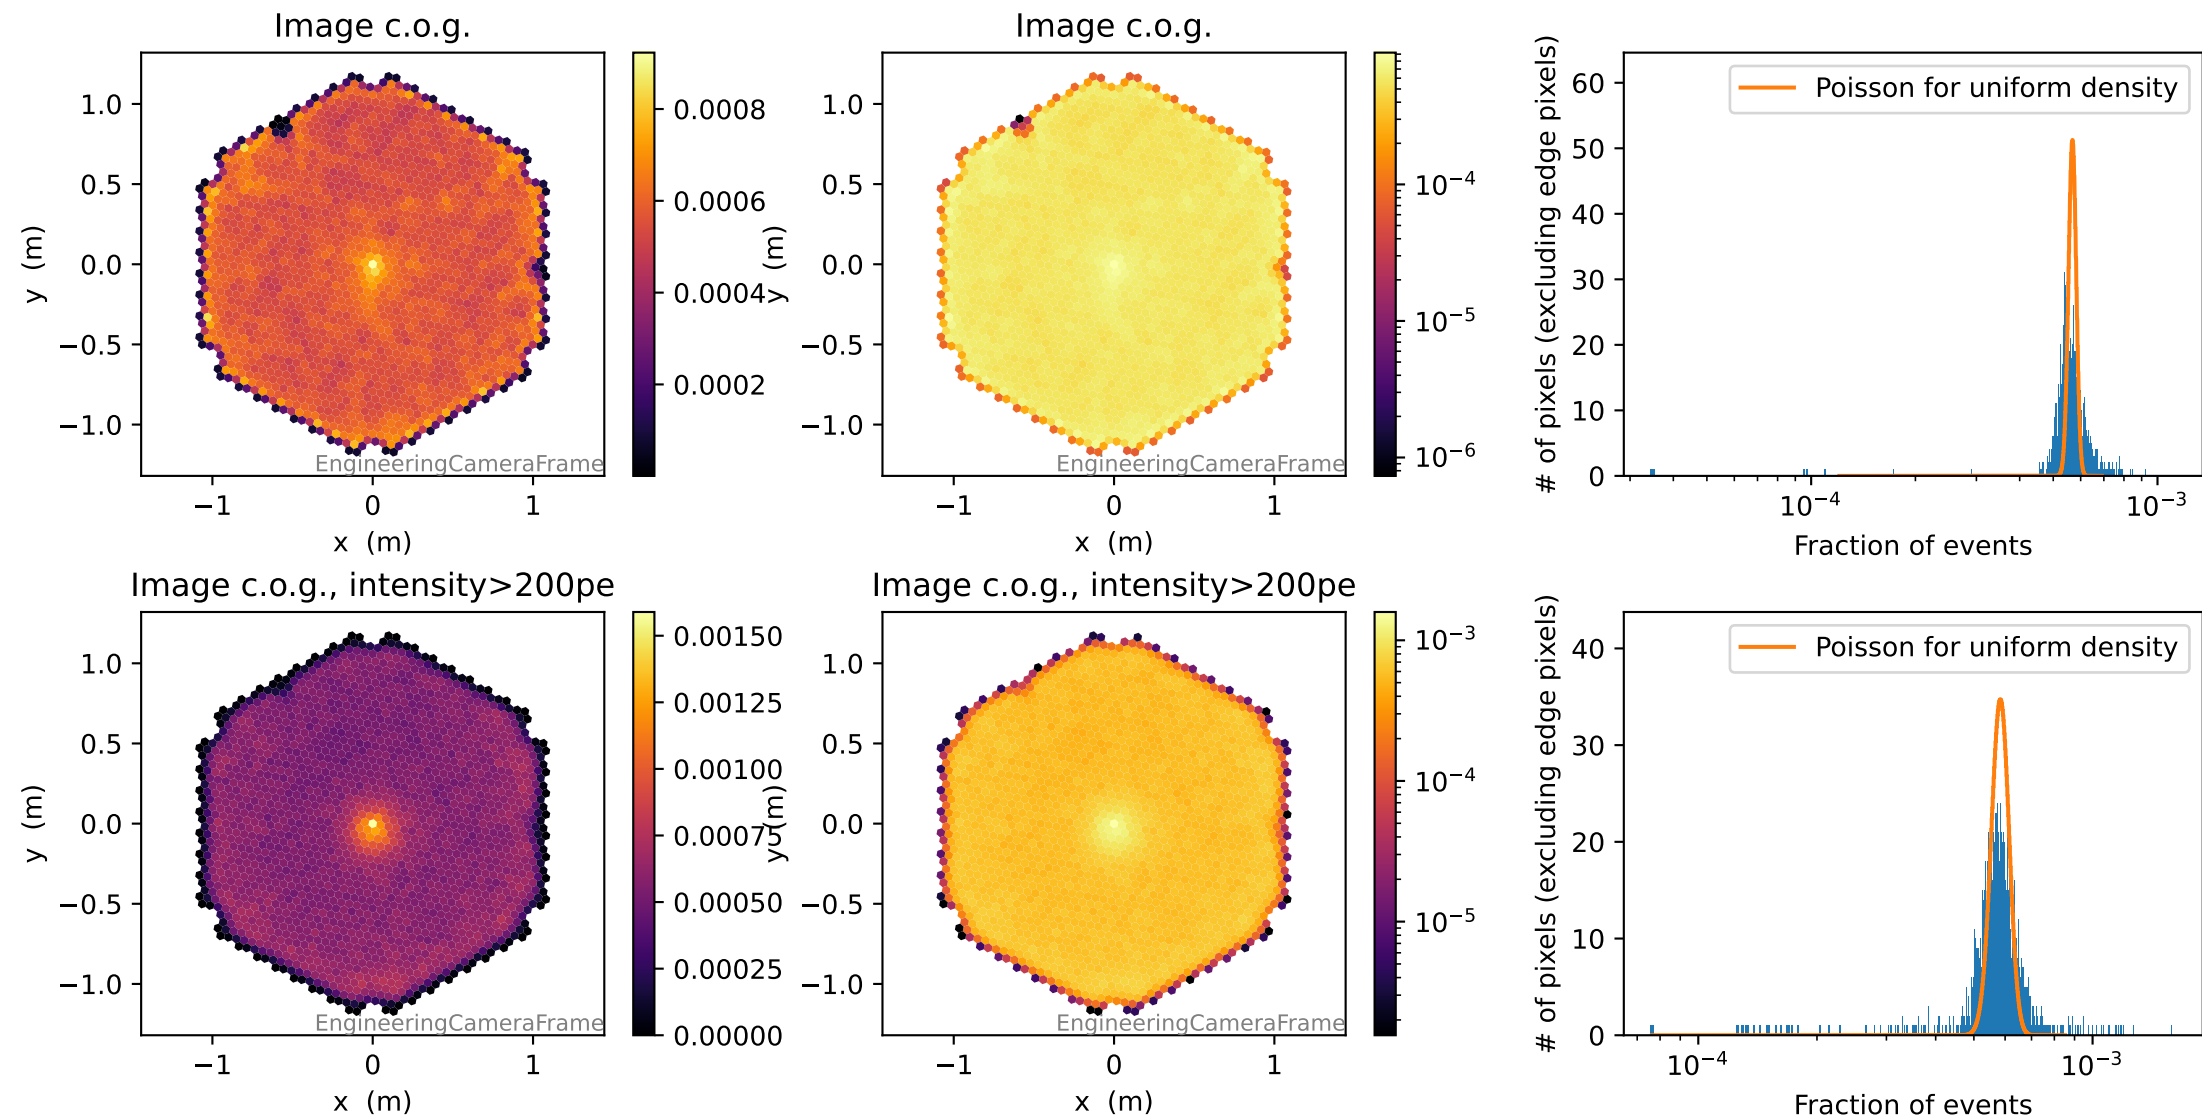 Image c.o.g.
y (m)
1.0
0.5
0.0
−0.5
−1.0
−1
0
1
x (m)
EngineeringCameraFrame
0.0008
0.0006
0.0004
0.0002
Image c.o.g.
y (m)
1.0
0.5
0.0
−0.5
−1.0
−1
0
1
x (m)
EngineeringCameraFrame
10⁻⁴
10⁻⁵
10⁻⁶
# of pixels (excluding edge pixels)
60
50
40
30
20
10
0
Poisson for uniform density
10⁻⁴
10⁻³
Fraction of events
Image c.o.g., intensity>200pe
y (m)
1.0
0.5
0.0
−0.5
−1.0
−1
0
1
x (m)
EngineeringCameraFrame
0.00150
0.00125
0.00100
0.00075
0.00050
0.00025
0.00000
Image c.o.g., intensity>200pe
y (m)
1.0
0.5
0.0
−0.5
−1.0
−1
0
1
x (m)
EngineeringCameraFrame
10⁻³
10⁻⁴
10⁻⁵
# of pixels (excluding edge pixels)
40
30
20
10
0
Poisson for uniform density
10⁻⁴
10⁻³
Fraction of events